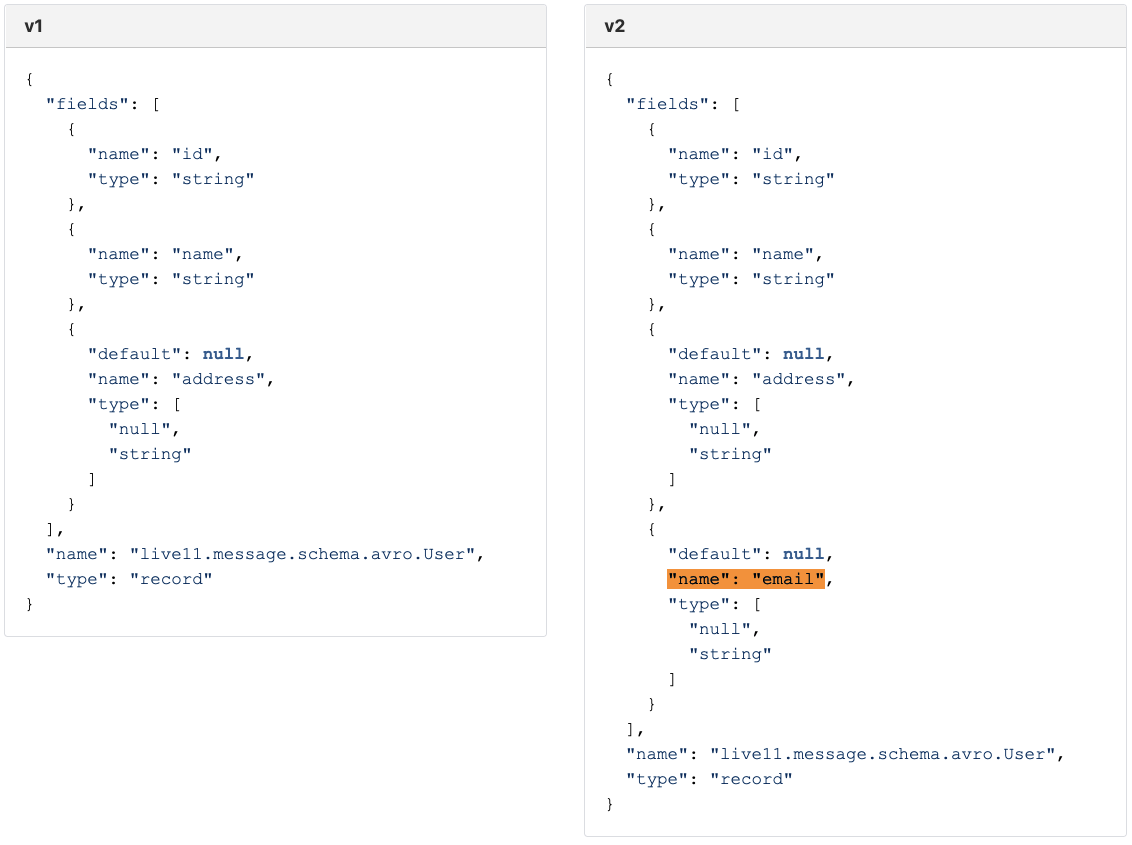 v1
{
  "fields": [
    {
      "name": "id",
      "type": "string"
    },
    {
      "name": "name",
      "type": "string"
    },
    {
      "default": null,
      "name": "address",
      "type": [
        "null",
        "string"
      ]
    }
  ],
  "name": "live11.message.schema.avro.User",
  "type": "record"
}
v2
{
  "fields": [
    {
      "name": "id",
      "type": "string"
    },
    {
      "name": "name",
      "type": "string"
    },
    {
      "default": null,
      "name": "address",
      "type": [
        "null",
        "string"
      ]
    },
    {
      "default": null,
      "name": "email",
      "type": [
        "null",
        "string"
      ]
    }
  ],
  "name": "live11.message.schema.avro.User",
  "type": "record"
}